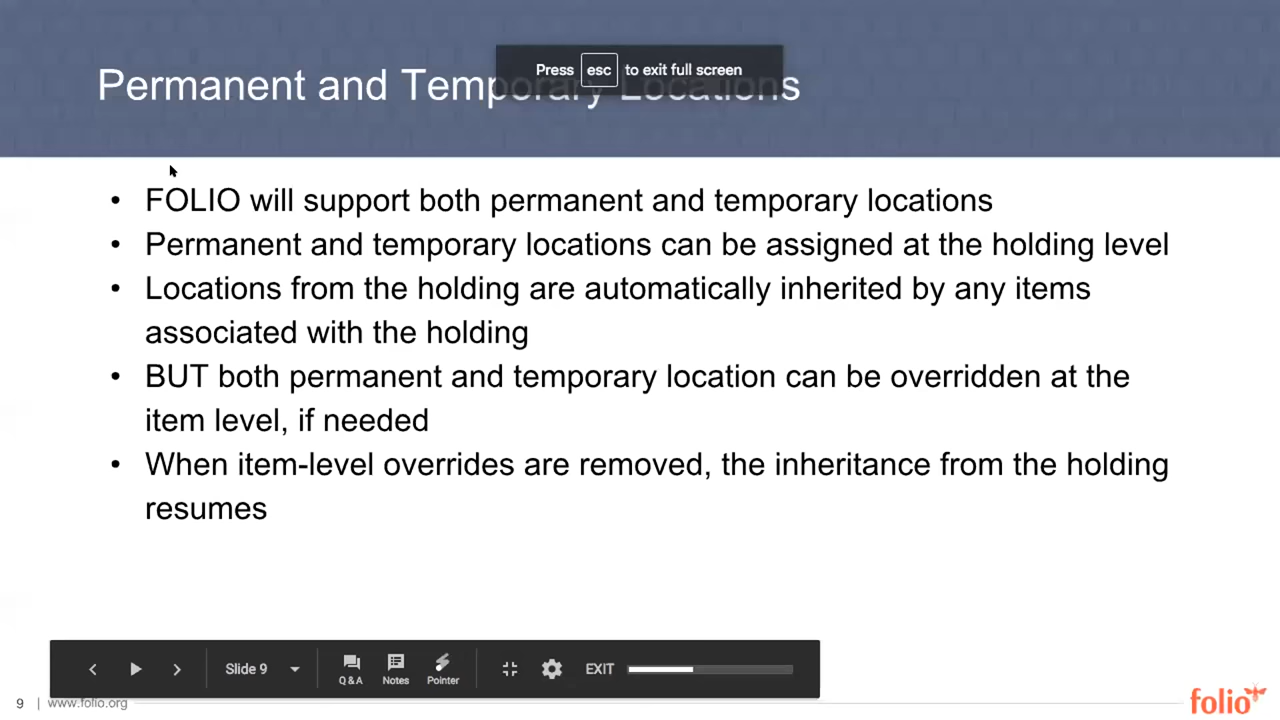 Permanent and Temporary Locations
Press esc to exit full screen
• FOLIO will support both permanent and temporary locations
• Permanent and temporary locations can be assigned at the holding level
• Locations from the holding are automatically inherited by any items
associated with the holding
• BUT both permanent and temporary location can be overridden at the
item level, if needed
• When item-level overrides are removed, the inheritance from the holding
resumes
Slide 9
Q&A
Notes
Pointer
EXIT
9 | www.folio.org
folio